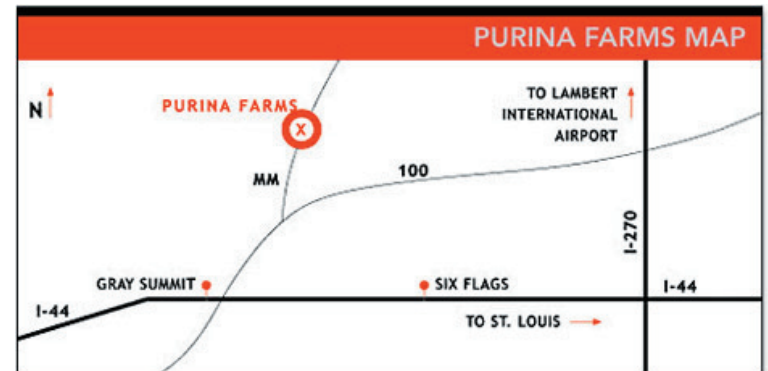 PURINA FARMS MAP
N
PURINA FARMS
X
TO LAMBERT
INTERNATIONAL
AIRPORT
MM
100
I-270
GRAY SUMMIT
SIX FLAGS
I-44
I-44
TO ST. LOUIS